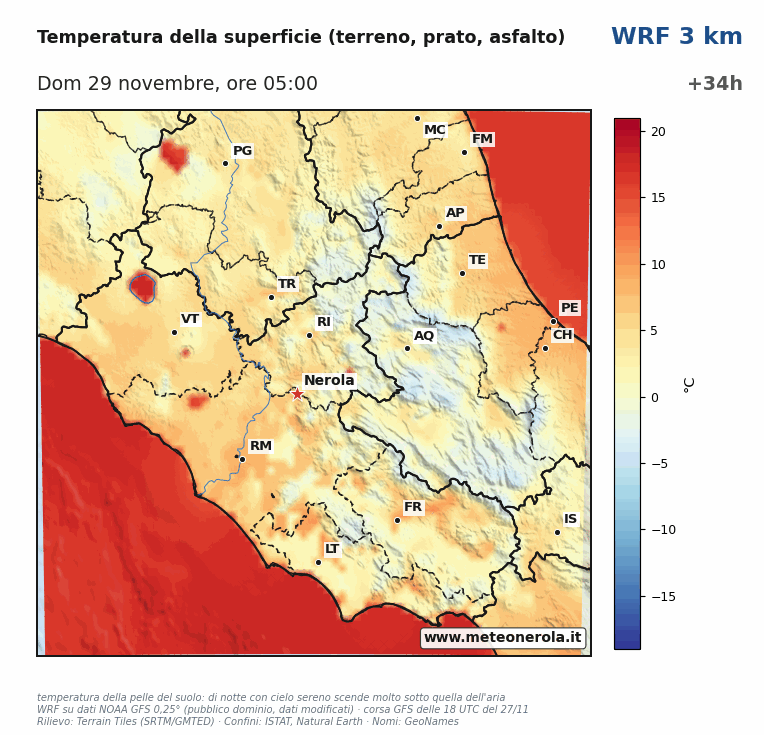 Temperatura della superficie (terreno, prato, asfalto)
WRF 3 km
Dom 29 novembre, ore 05:00
+34h
MC
FM
PG
AP
TE
TR
PE
VT
RI
CH
AQ
Nerola
RM
FR
IS
LT
www.meteonerola.it
20
15
10
5
0
−5
−10
−15
°C
temperatura della pelle del suolo: di notte con cielo sereno scende molto sotto quella dell'aria
WRF su dati NOAA GFS 0,25° (pubblico dominio, dati modificati) · corsa GFS delle 18 UTC del 27/11
Rilievo: Terrain Tiles (SRTM/GMTED) · Confini: ISTAT, Natural Earth · Nomi: GeoNames